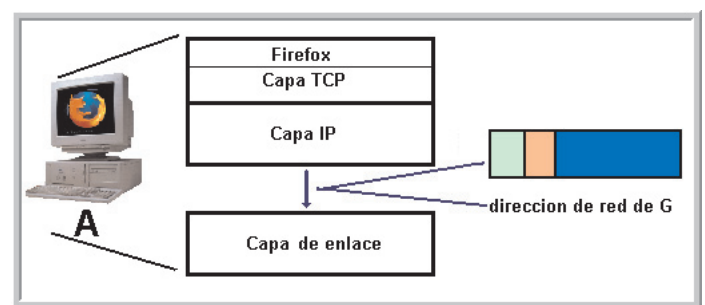 Firefox
Capa TCP
Capa IP
direccion de red de G
A
Capa de enlace